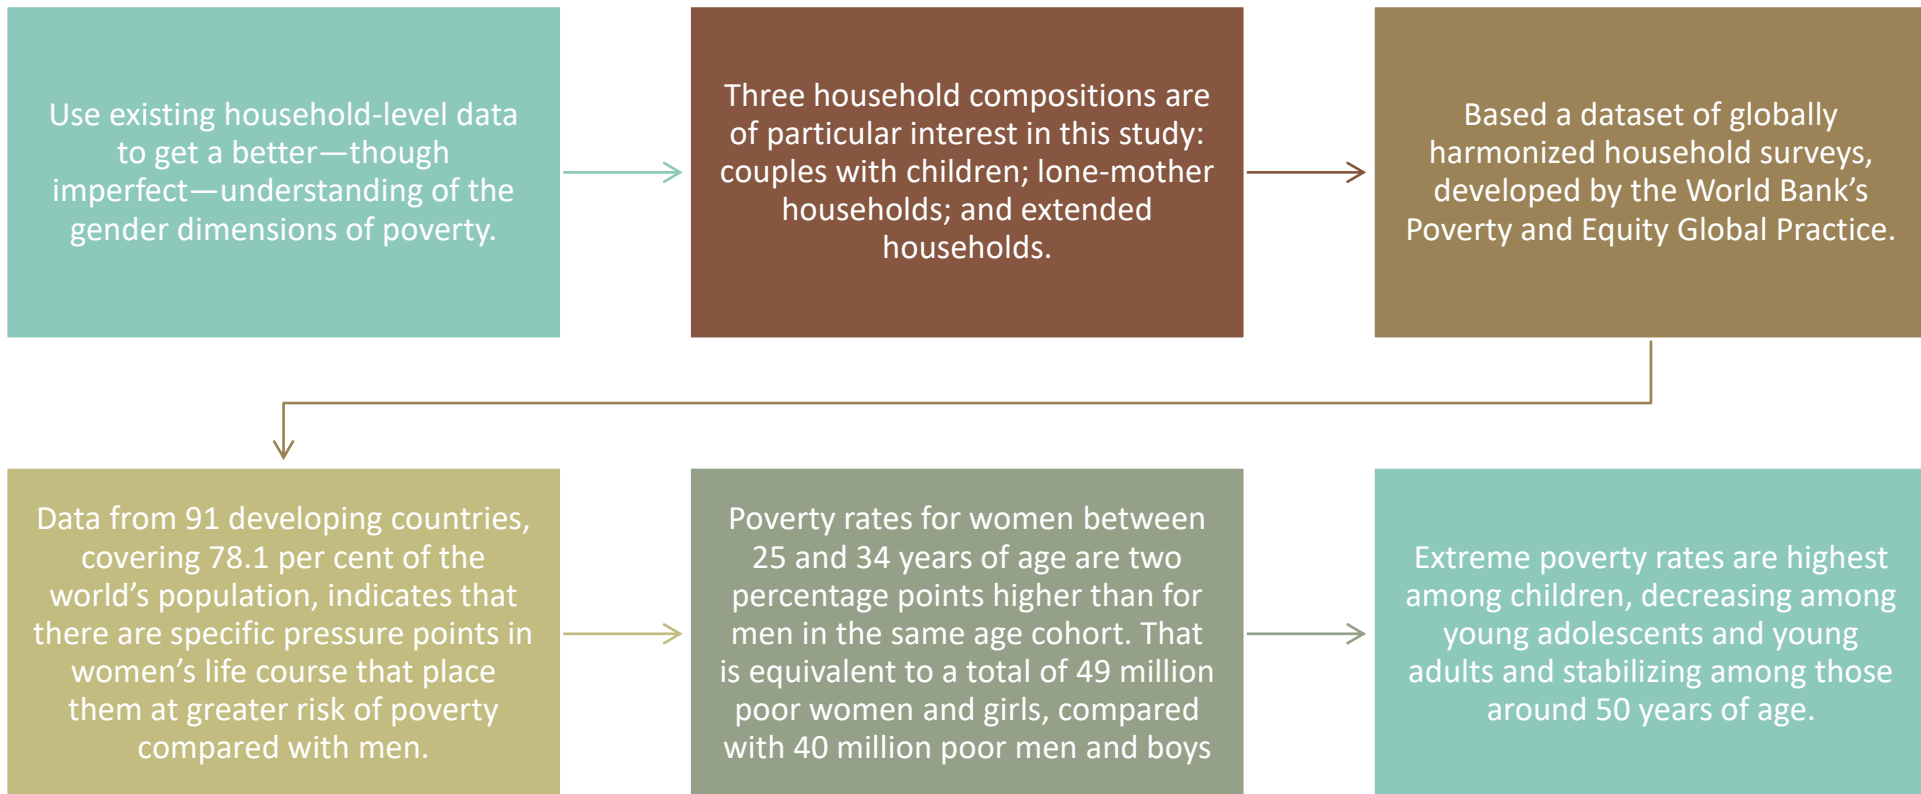 Use existing household-level data
to get a better—though
imperfect—understanding of the
gender dimensions of poverty.
Three household compositions are
of particular interest in this study:
couples with children; lone-mother
households; and extended
households.
Based a dataset of globally
harmonized household surveys,
developed by the World Bank’s
Poverty and Equity Global Practice.
Data from 91 developing countries,
covering 78.1 per cent of the
world’s population, indicates that
there are specific pressure points in
women’s life course that place
them at greater risk of poverty
compared with men.
Poverty rates for women between
25 and 34 years of age are two
percentage points higher than for
men in the same age cohort. That
is equivalent to a total of 49 million
poor women and girls, compared
with 40 million poor men and boys
Extreme poverty rates are highest
among children, decreasing among
young adolescents and young
adults and stabilizing among those
around 50 years of age.